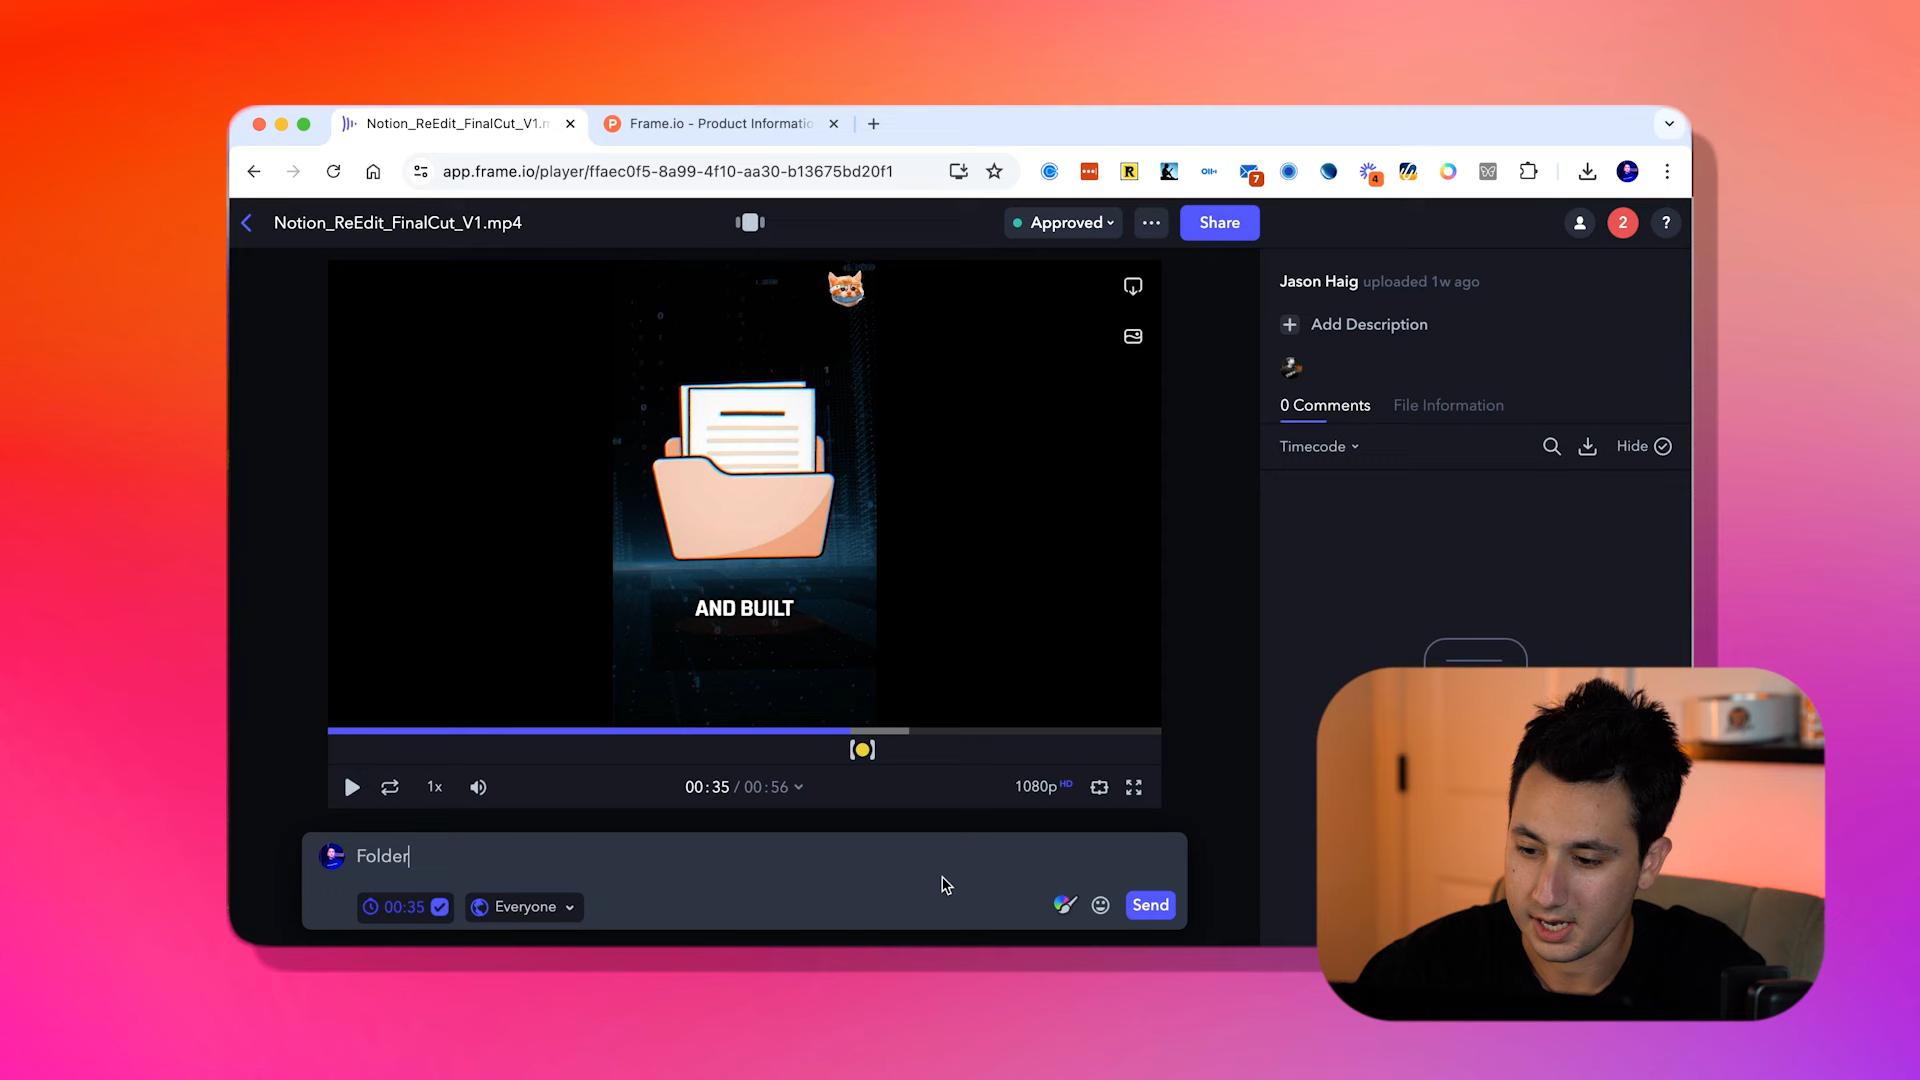 Notion_ReEdit_FinalCut_V1.m
Frame.io - Product Informatio
app.frame.io/player/ffaec0f5-8a99-4f10-aa30-b13675bd20f1
7
4
Notion_ReEdit_FinalCut_V1.mp4
Approved
Share
2
?
Jason Haig uploaded 1w ago
Add Description
0 Comments
File Information
Timecode
Hide
AND BUILT
1x
00:35 / 00:56
1080p HD
Folder
00:35
Everyone
Send